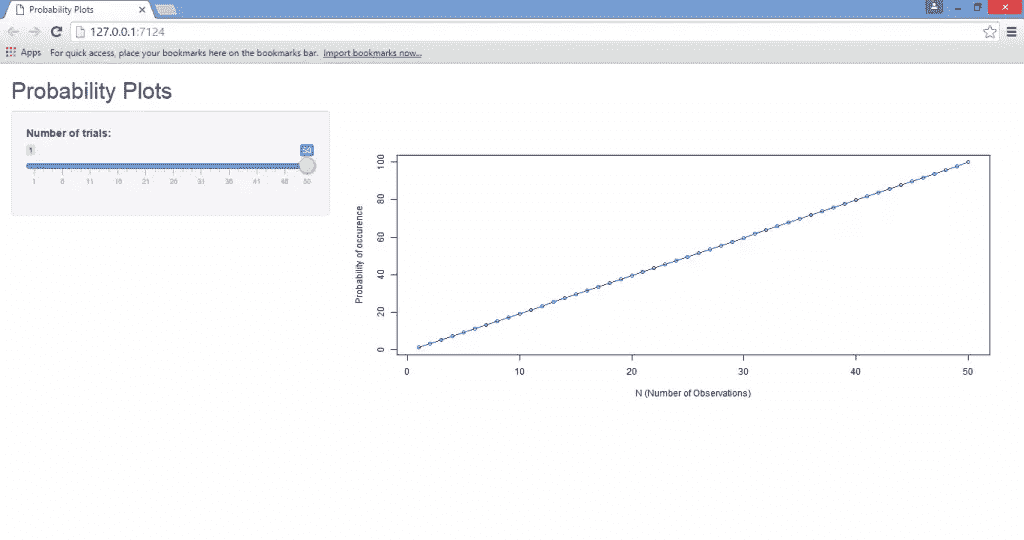 Probability Plots
127.0.0.1:7124
Apps For quick access, place your bookmarks here on the bookmarks bar. Import bookmarks now...
Probability Plots
Number of trials:
1 50
1 6 11 16 21 26 31 36 41 46 50
Probability of occurence
100
80
60
40
20
0
0 10 20 30 40 50
N (Number of Observations)